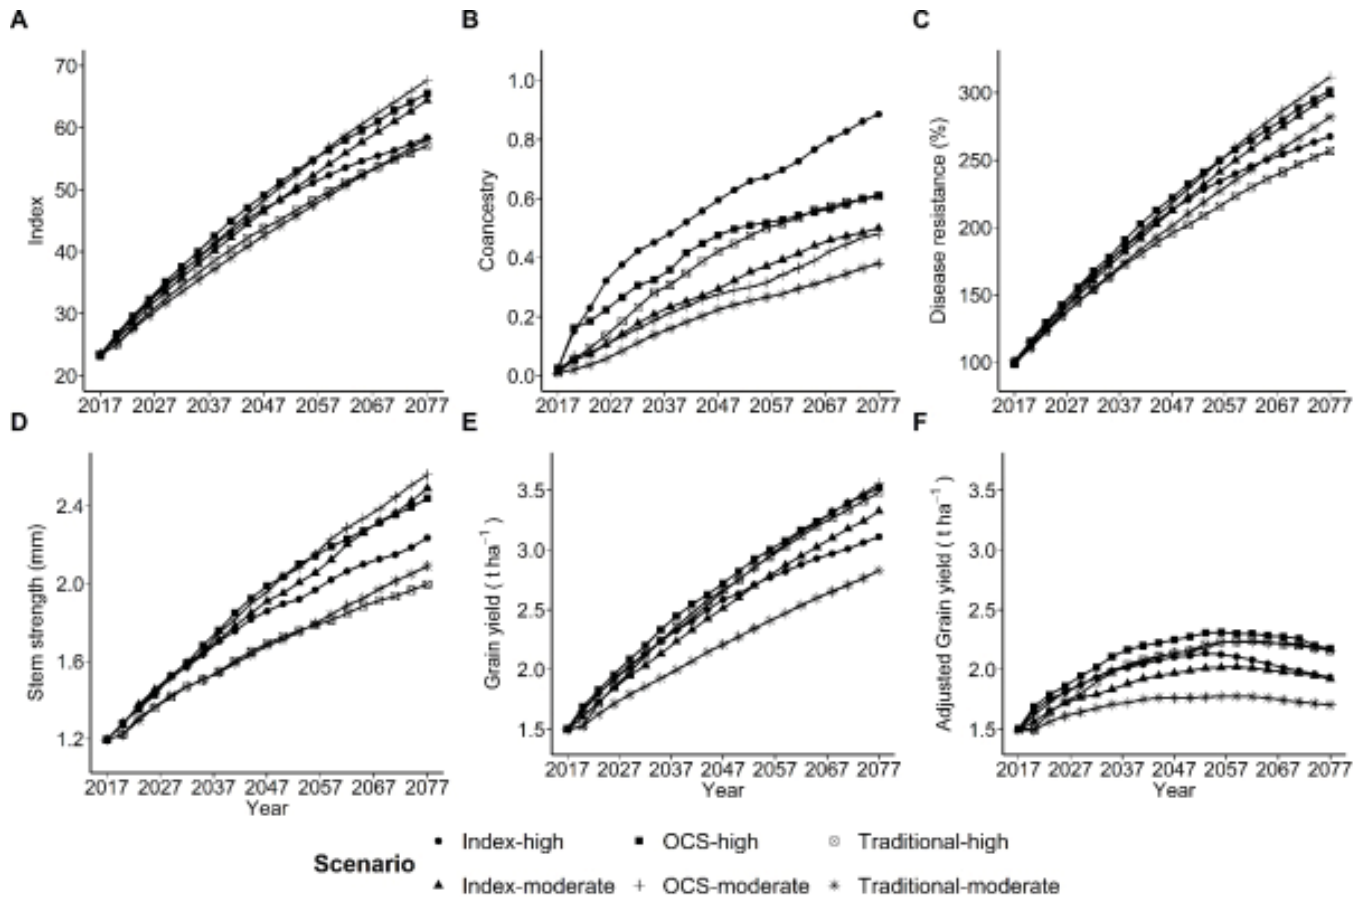 A
B
C
Index
70
60
50
40
30
20
2017 2027 2037 2047 2057 2067 2077
Coancestry
1.0
0.8
0.6
0.4
0.2
0.0
2017 2027 2037 2047 2057 2067 2077
Disease resistance (%)
300
250
200
150
100
2017 2027 2037 2047 2057 2067 2077
D
E
F
Stem strength (mm)
2.4
2.0
1.6
1.2
2017 2027 2037 2047 2057 2067 2077
Year
Grain yield ( t ha⁻¹ )
3.5
3.0
2.5
2.0
1.5
2017 2027 2037 2047 2057 2067 2077
Year
Adjusted Grain yield ( t ha⁻¹ )
3.5
3.0
2.5
2.0
1.5
2017 2027 2037 2047 2057 2067 2077
Year
Scenario
Index-high OCS-high Traditional-high
Index-moderate OCS-moderate Traditional-moderate